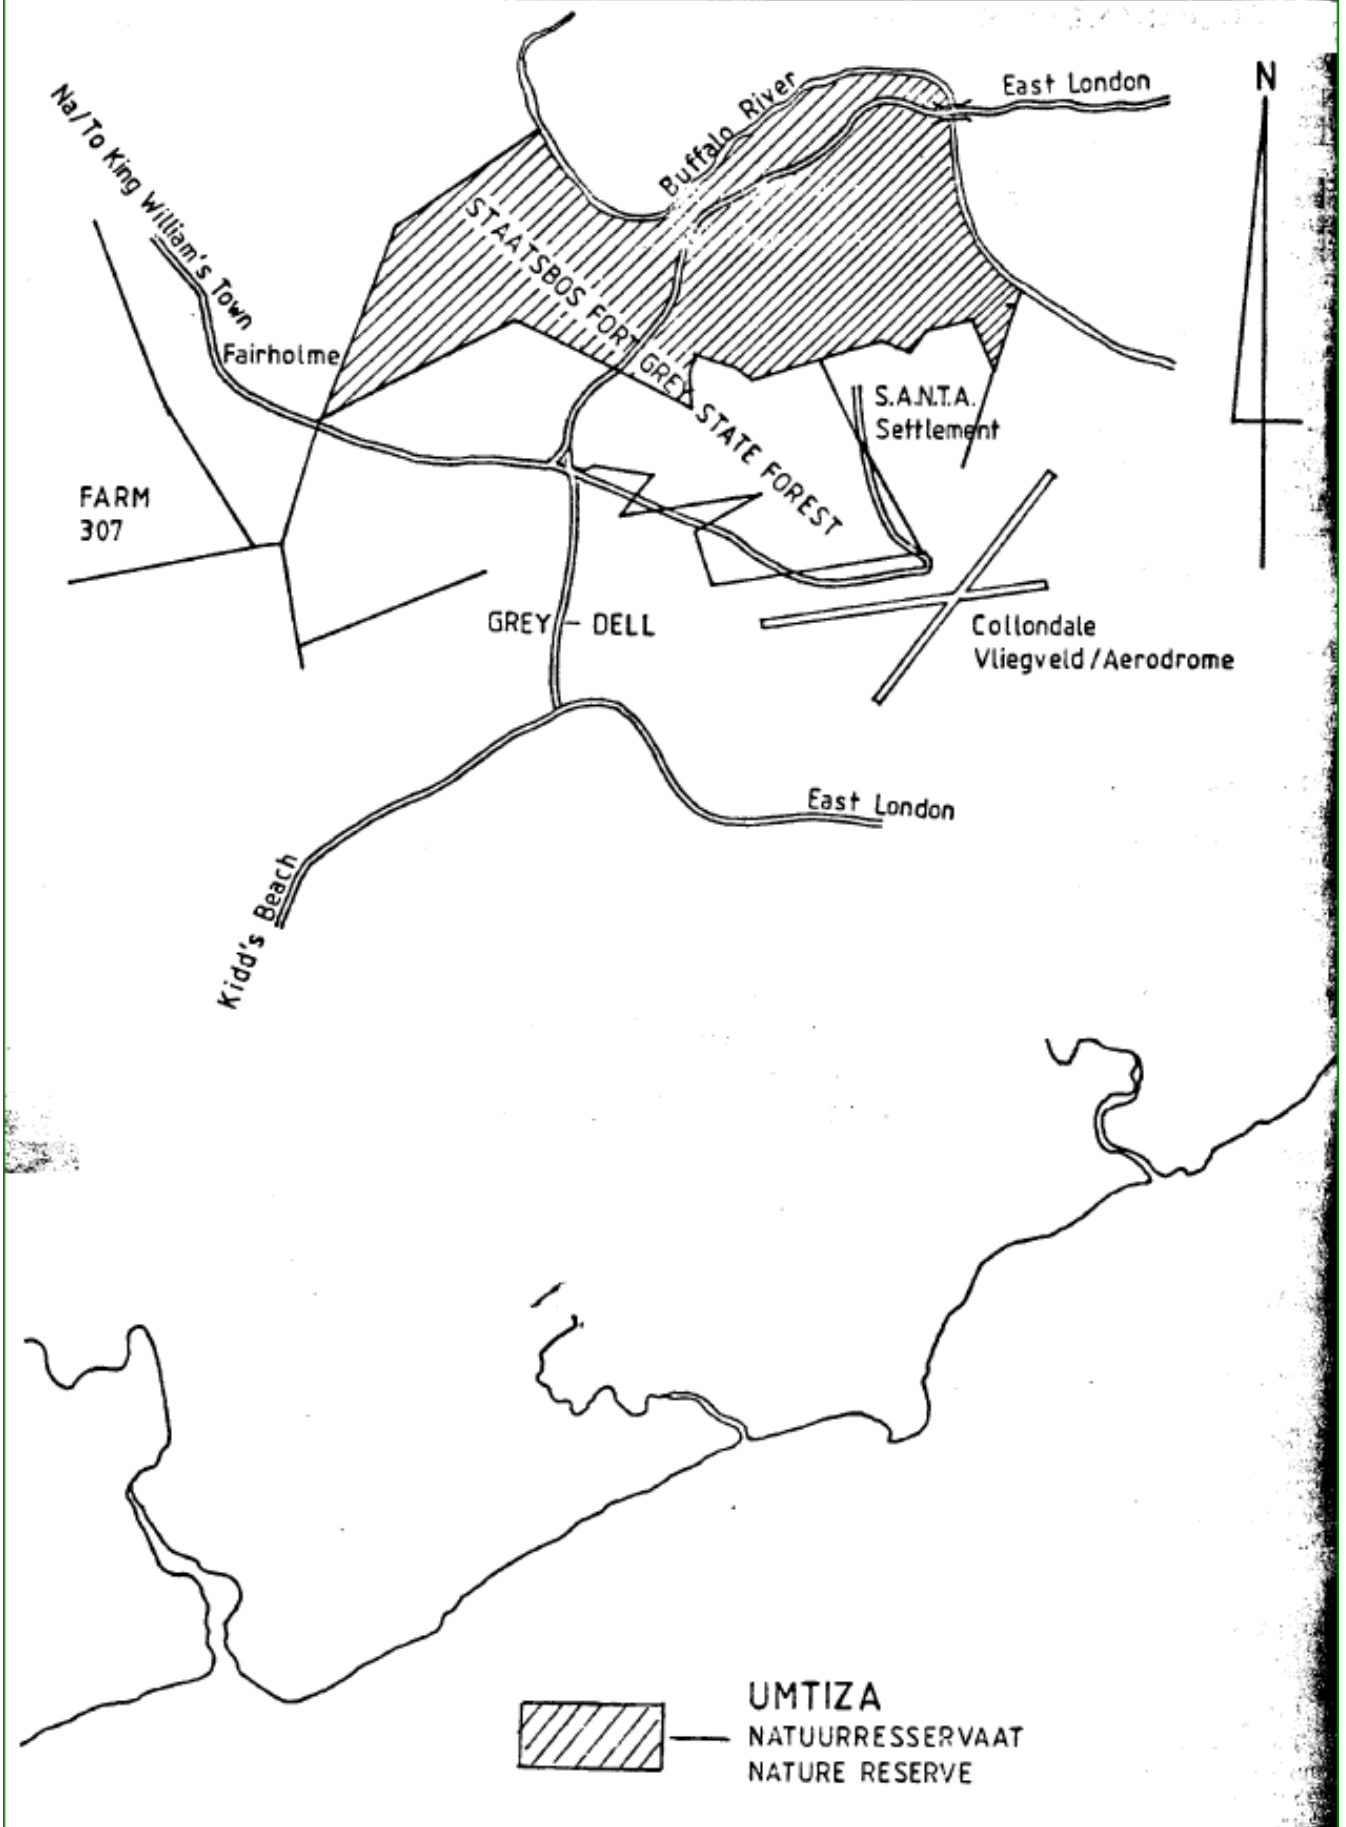 N
East London
Buffalo River
Na/To King William's Town
STAATSBOS FORT GREY STATE FOREST
Fairholme
S.A.N.T.A.
Settlement
FARM
307
GREY - DELL
Collondale
Vliegveld/Aerodrome
East London
Kidd's Beach
UMTIZA
NATUURRESSERVAAT
NATURE RESERVE